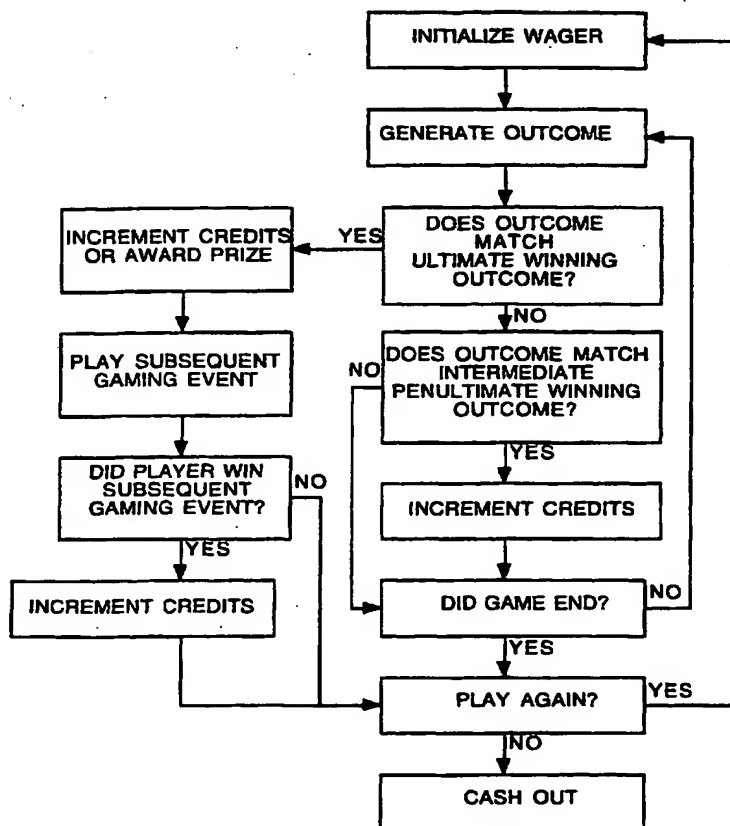 INITIALIZE WAGER
GENERATE OUTCOME
DOES OUTCOME
MATCH
ULTIMATE WINNING
OUTCOME?
YES
INCREMENT CREDITS
OR AWARD PRIZE
NO
PLAY SUBSEQUENT
GAMING EVENT
DOES OUTCOME MATCH
INTERMEDIATE
PENULTIMATE WINNING
OUTCOME?
NO
YES
DID PLAYER WIN
SUBSEQUENT
GAMING EVENT?
NO
YES
INCREMENT CREDITS
INCREMENT CREDITS
DID GAME END?
NO
YES
PLAY AGAIN?
YES
NO
CASH OUT